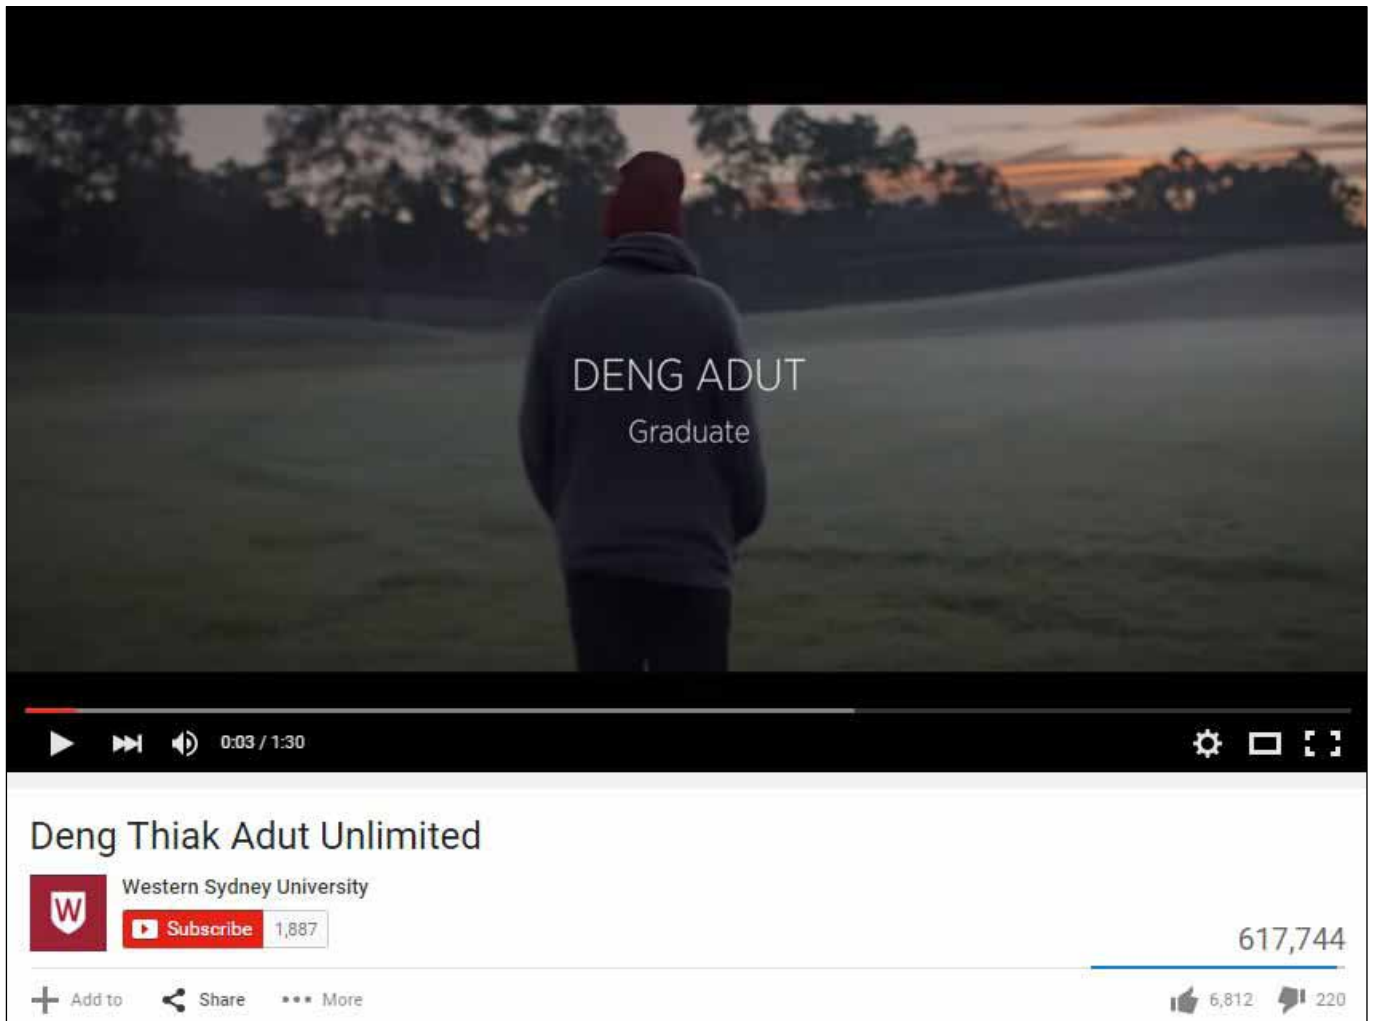 DENG ADUT
Graduate
0:03 / 1:30
Deng Thiak Adut Unlimited
W
Western Sydney University
Subscribe 1,887
617,744
Add to Share More
6,812 220